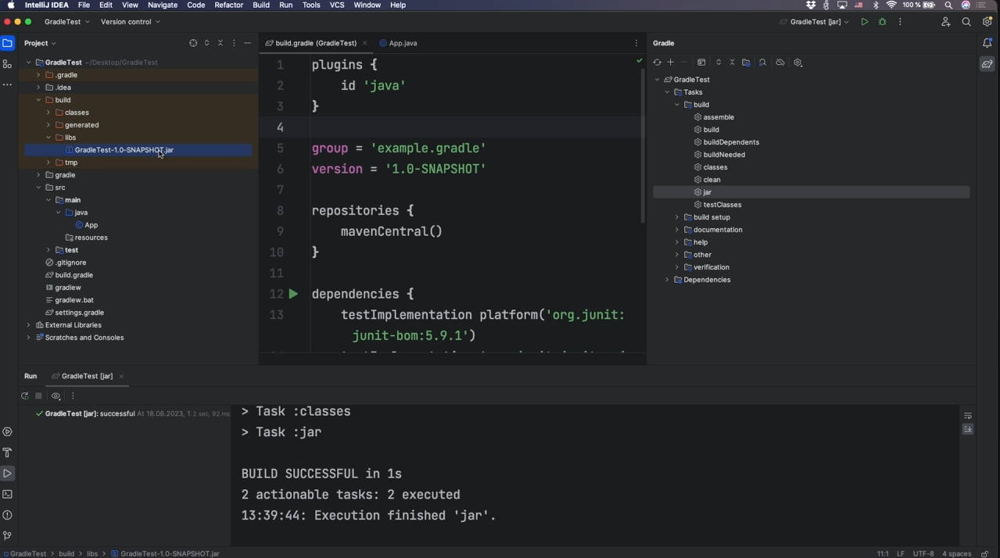 IntelliJ IDEA File Edit View Navigate Code Refactor Build Run Tools Git VCS Window Help 100 %
GradleTest Version control GradleTest [jar]
Project
GradleTest ~/Desktop/GradleTest
.gradle
.idea
build
classes
generated
libs
GradleTest-1.0-SNAPSHOT.jar
tmp
gradle
src
main
java
App
resources
test
.gitignore
build.gradle
gradlew
gradlew.bat
settings.gradle
External Libraries
Scratches and Consoles
build.gradle (GradleTest) App.java
1 plugins {
2 id 'java'
3 }
4
5 group = 'example.gradle'
6 version = '1.0-SNAPSHOT'
7
8 repositories {
9 mavenCentral()
10 }
11
12 dependencies {
13 testImplementation platform('org.junit:
junit-bom:5.9.1')
Gradle
GradleTest
Tasks
build
assemble
build
buildDependents
buildNeeded
classes
clean
jar
testClasses
build setup
documentation
help
other
verification
Dependencies
Run GradleTest [jar]
GradleTest [jar]: successful At 18.08.2023, 1: 2 sec, 92 ms
> Task :classes
> Task :jar
BUILD SUCCESSFUL in 1s
2 actionable tasks: 2 executed
13:39:44: Execution finished 'jar'.
GradleTest > build > libs > GradleTest-1.0-SNAPSHOT.jar 11:1 LF UTF-8 4 spaces